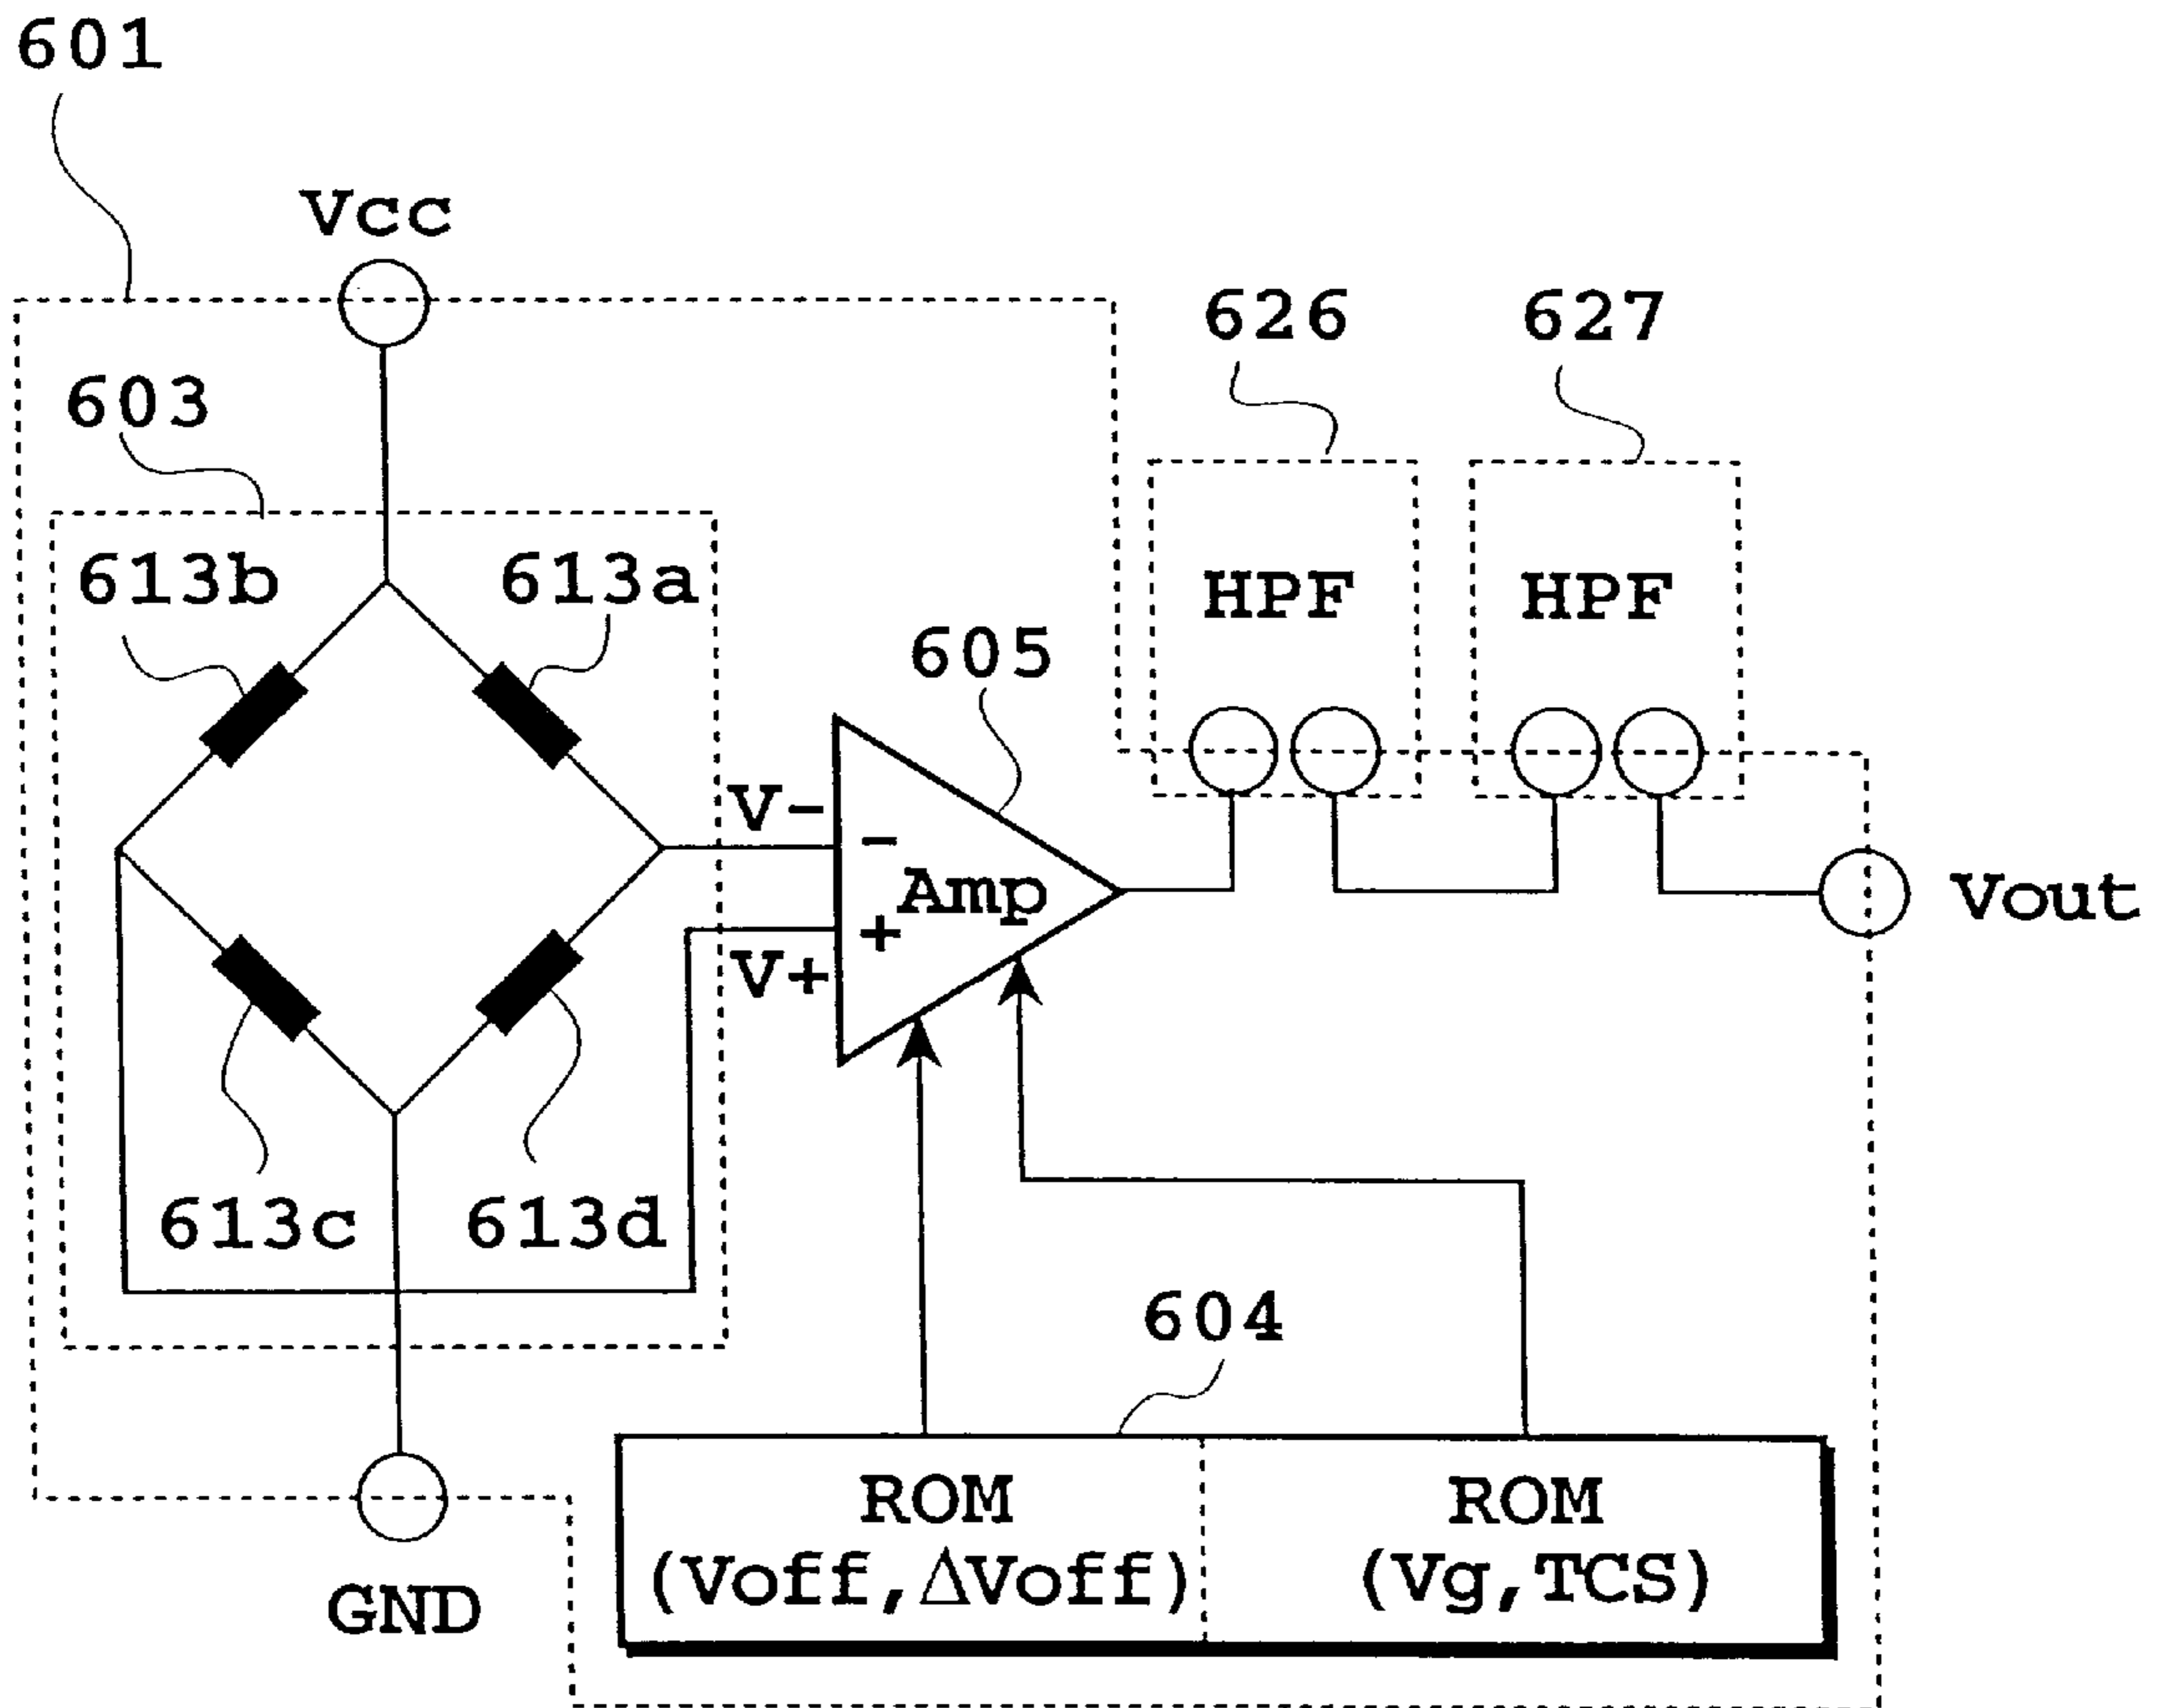 601
Vcc
626
627
603
613b
613a
HPF
HPF
605
V-
-
Amp
Vout
+
V+
613c
613d
604
ROM
(Voff,ΔVoff)
ROM
(Vg,TCS)
GND